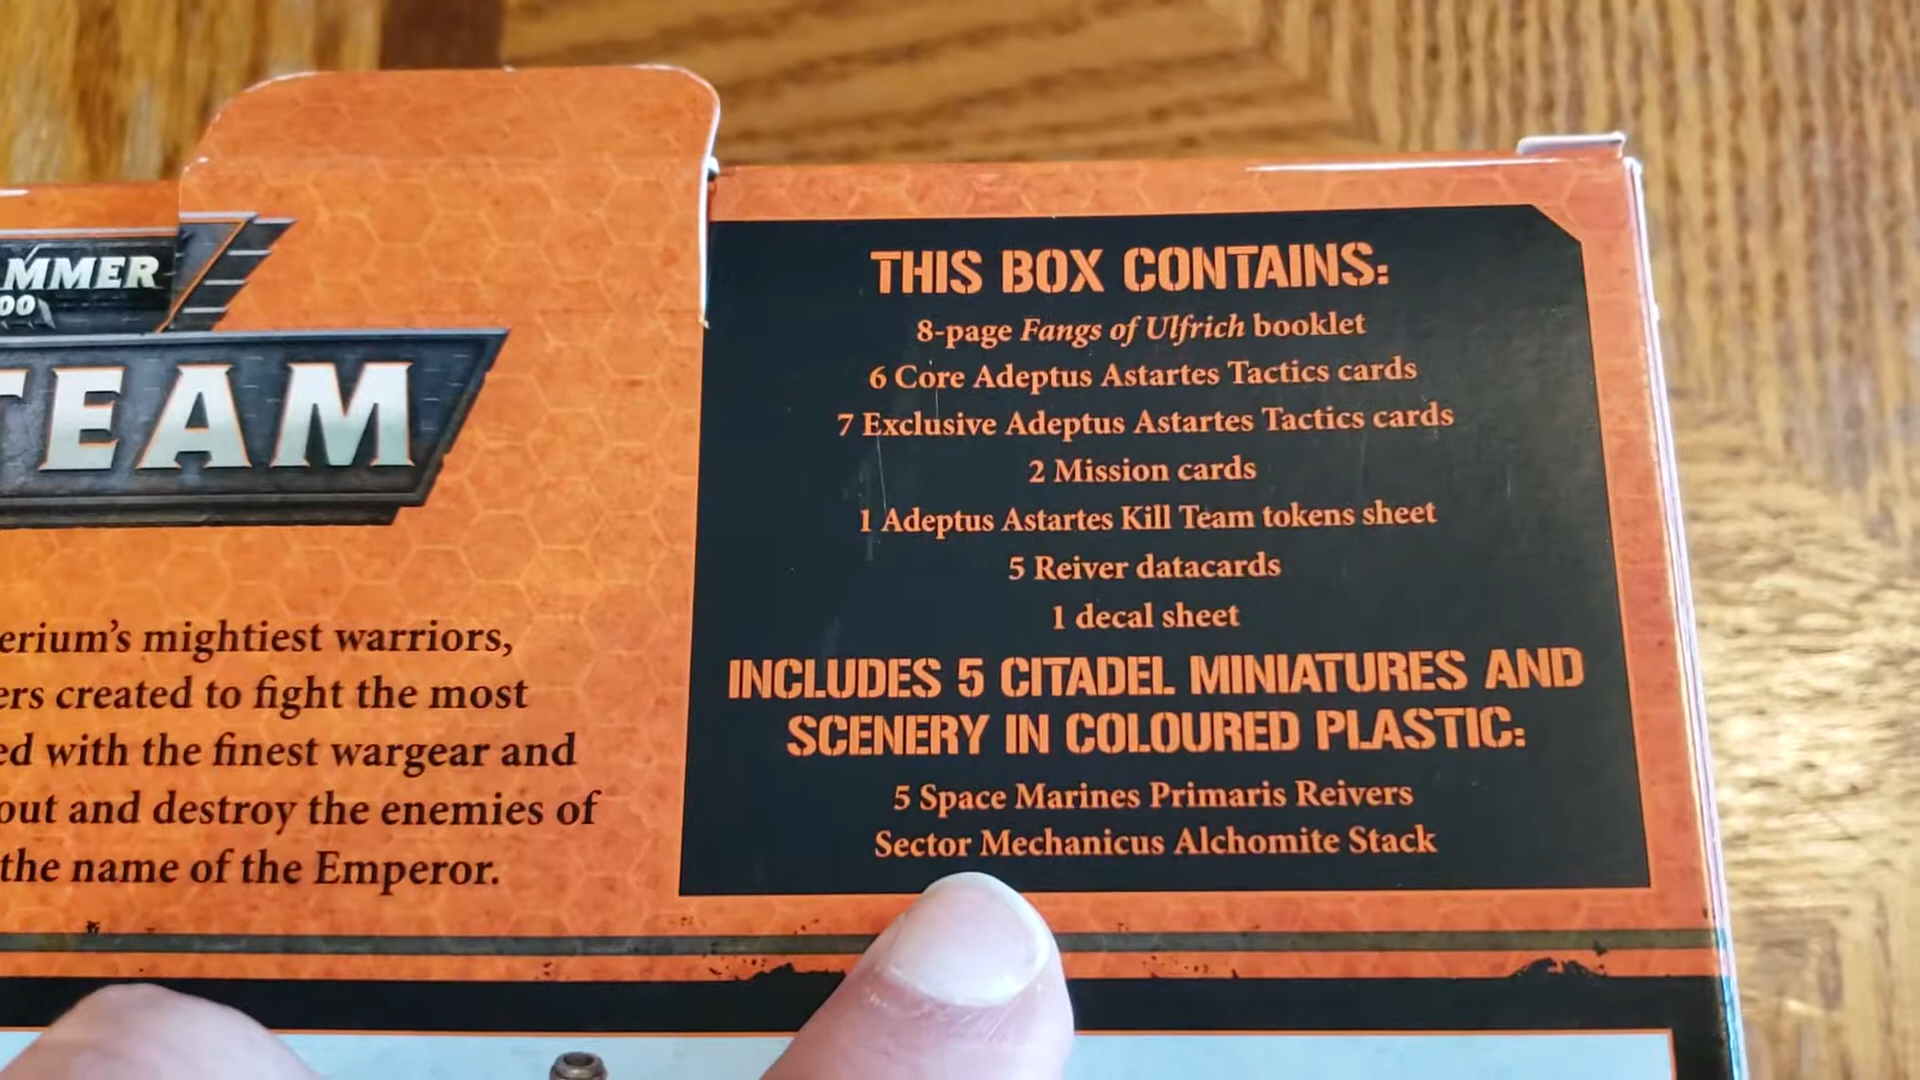 AMMER
TEAM
mightiest warriors,
created to fight the most
with the finest wargear and
out and destroy the enemies of
the name of the Emperor.
THIS BOX CONTAINS:
8-page Fangs of Ulfrich booklet
6 Core Adeptus Astartes Tactics cards
7 Exclusive Adeptus Astartes Tactics cards
2 Mission cards
1 Adeptus Astartes Kill Team tokens sheet
5 Reiver datacards
1 decal sheet
INCLUDES 5 CITADEL MINIATURES AND
SCENERY IN COLOURED PLASTIC:
5 Space Marines Primaris Reivers
Sector Mechanicus Alchomite Stack